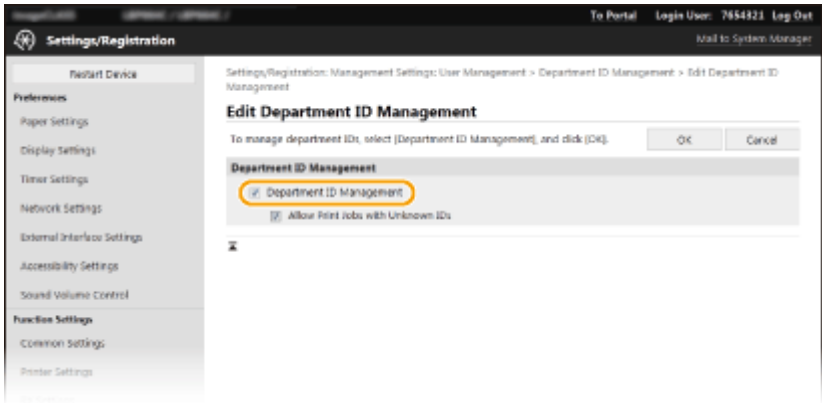 To Portal Login User: 7654321 Log Out
Settings/Registration
Mail to System Manager
Restart Device
Preferences
Paper Settings
Display Settings
Timer Settings
Network Settings
External Interface Settings
Accessibility Settings
Sound Volume Control
Function Settings
Common Settings
Printer Settings
Settings/Registration: Management Settings: User Management > Department ID Management > Edit Department ID
Management
Edit Department ID Management
To manage department IDs, select [Department ID Management], and click [OK].
OK
Cancel
Department ID Management
Department ID Management
Allow Print Jobs with Unknown IDs